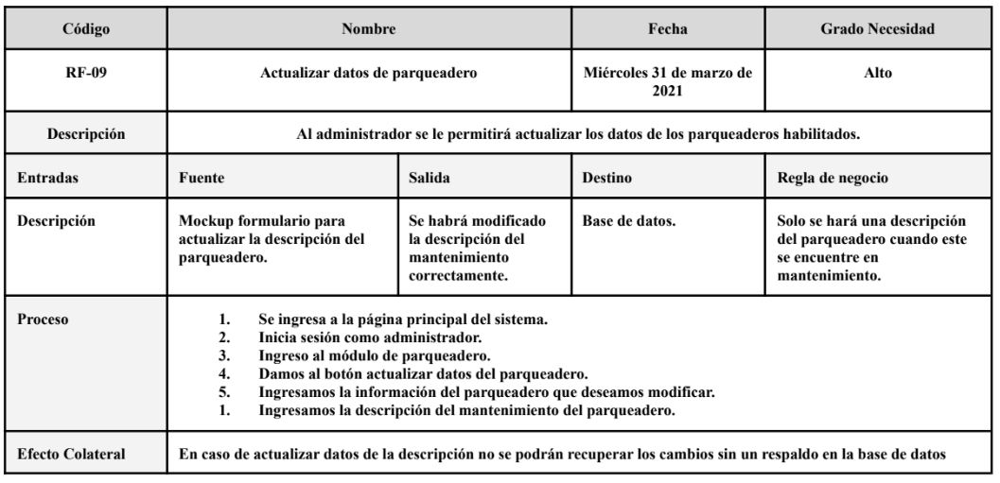 Código Nombre Fecha Grado Necesidad
RF-09 Actualizar datos de parqueadero Miércoles 31 de marzo de 2021 Alto
Descripción Al administrador se le permitirá actualizar los datos de los parqueaderos habilitados.
Entradas Fuente Salida Destino Regla de negocio
Descripción
Mockup formulario para
actualizar la descripción del
parqueadero.
Se habrá modificado
la descripción del
mantenimiento
correctamente.
Base de datos.
Solo se hará una descripción
del parqueadero cuando este
se encuentre en
mantenimiento.
Proceso
1. Se ingresa a la página principal del sistema.
2. Inicia sesión como administrador.
3. Ingreso al módulo de parqueadero.
4. Damos al botón actualizar datos del parqueadero.
5. Ingresamos la información del parqueadero que deseamos modificar.
1. Ingresamos la descripción del mantenimiento del parqueadero.
Efecto Colateral En caso de actualizar datos de la descripción no se podrán recuperar los cambios sin un respaldo en la base de datos